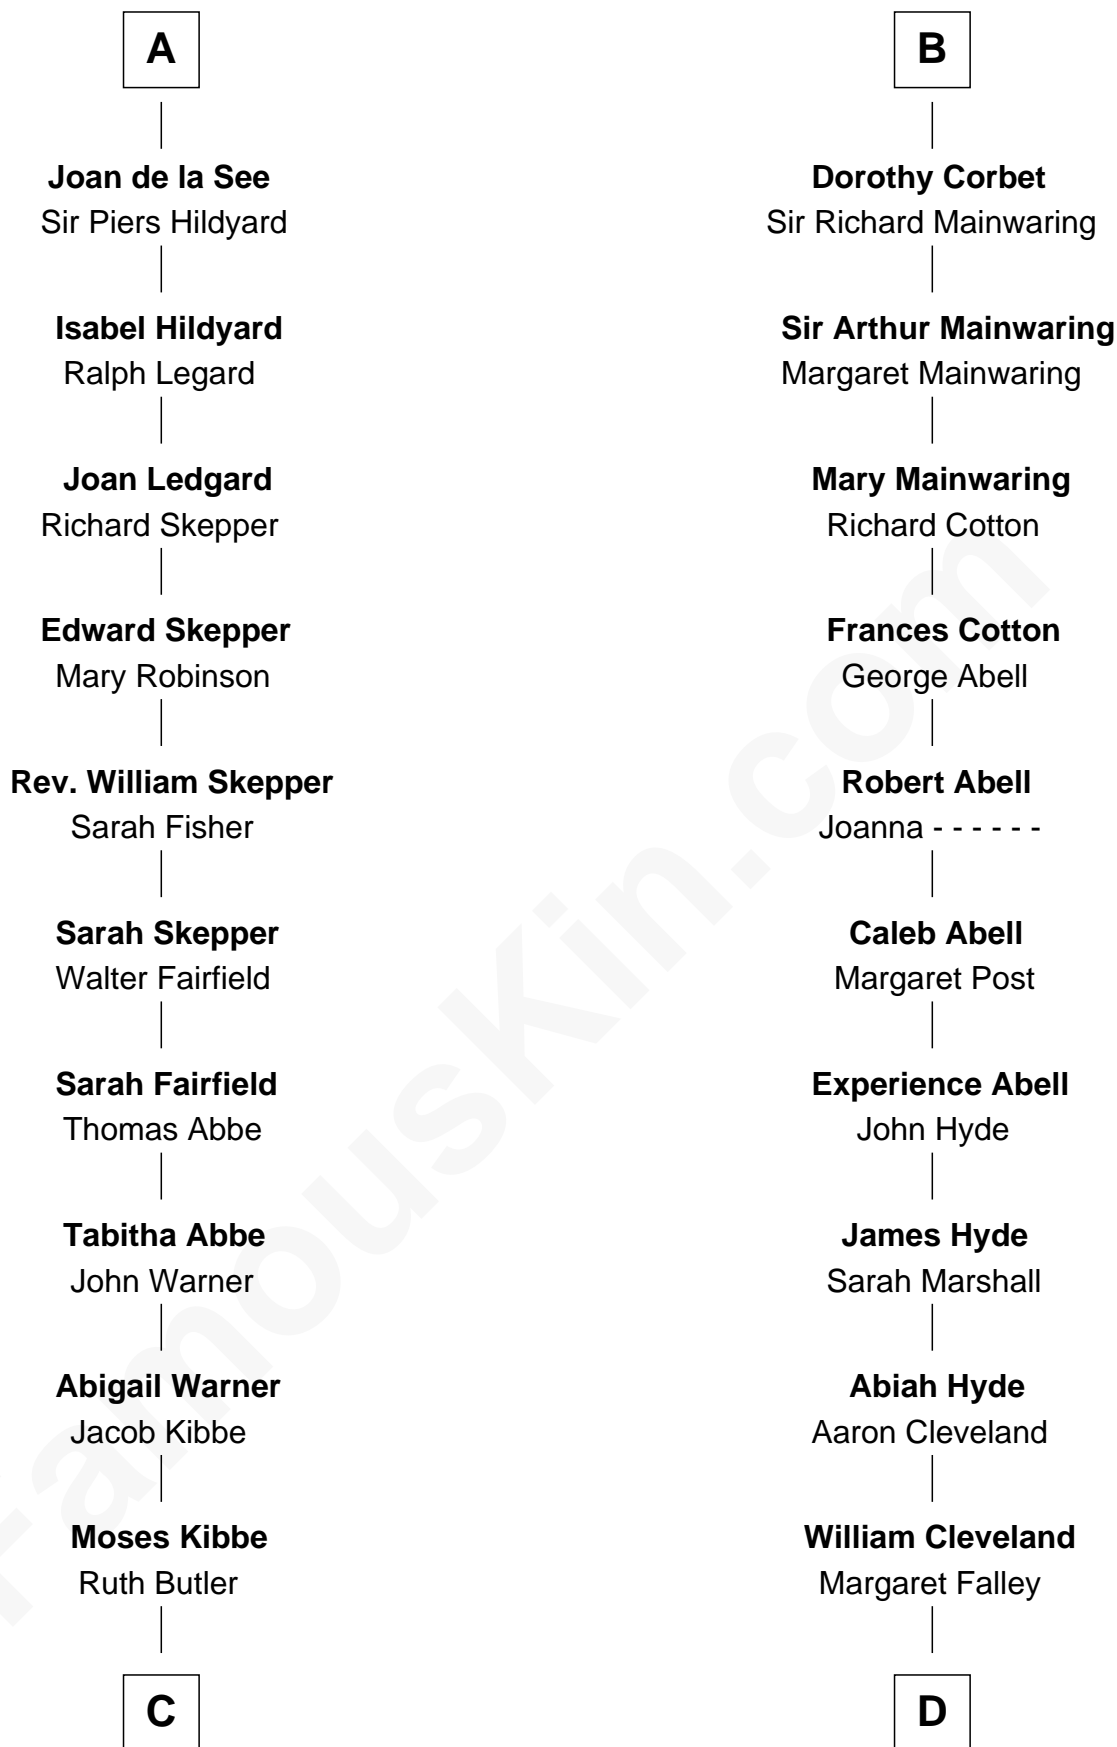 A
Joan de la See
Sir Piers Hildyard
Isabel Hildyard
Ralph Legard
Joan Ledgard
Richard Skepper
Edward Skepper
Mary Robinson
Rev. William Skepper
Sarah Fisher
Sarah Skepper
Walter Fairfield
Sarah Fairfield
Thomas Abbe
Tabitha Abbe
John Warner
Abigail Warner
Jacob Kibbe
Moses Kibbe
Ruth Butler
C
B
Dorothy Corbet
Sir Richard Mainwaring
Sir Arthur Mainwaring
Margaret Mainwaring
Mary Mainwaring
Richard Cotton
Frances Cotton
George Abell
Robert Abell
Joanna - - - - - -
Caleb Abell
Margaret Post
Experience Abell
John Hyde
James Hyde
Sarah Marshall
Abiah Hyde
Aaron Cleveland
William Cleveland
Margaret Falley
D
FamousKin.com